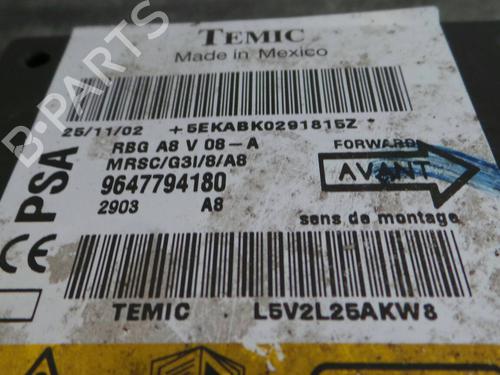 TEMIC
Made in Mexico
25/11/02 +5EKABK0291815Z *
RBG A8 V 08-A
MRSC/G3I/8/A8
9647794180
2903 A8
FORWARD
AVANT
sens de montage
PSA
CE
TEMIC L5V2L25AKW8
B-PARTS